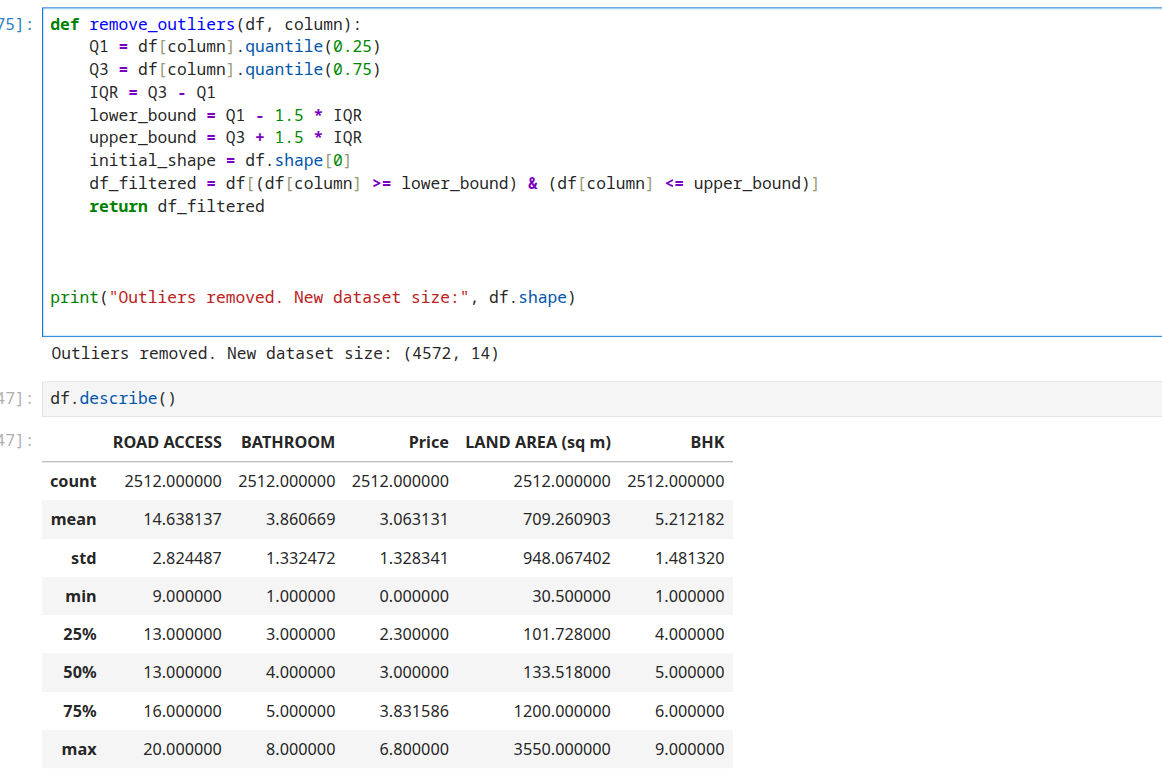 75]:
def remove_outliers(df, column):
    Q1 = df[column].quantile(0.25)
    Q3 = df[column].quantile(0.75)
    IQR = Q3 - Q1
    lower_bound = Q1 - 1.5 * IQR
    upper_bound = Q3 + 1.5 * IQR
    initial_shape = df.shape[0]
    df_filtered = df[(df[column] >= lower_bound) & (df[column] <= upper_bound)]
    return df_filtered
print("Outliers removed. New dataset size:", df.shape)
Outliers removed. New dataset size: (4572, 14)
47]: df.describe()
47]: ROAD ACCESS BATHROOM Price LAND AREA (sq m) BHK
count 2512.000000 2512.000000 2512.000000 2512.000000 2512.000000
mean 14.638137 3.860669 3.063131 709.260903 5.212182
std 2.824487 1.332472 1.328341 948.067402 1.481320
min 9.000000 1.000000 0.000000 30.500000 1.000000
25% 13.000000 3.000000 2.300000 101.728000 4.000000
50% 13.000000 4.000000 3.000000 133.518000 5.000000
75% 16.000000 5.000000 3.831586 1200.000000 6.000000
max 20.000000 8.000000 6.800000 3550.000000 9.000000